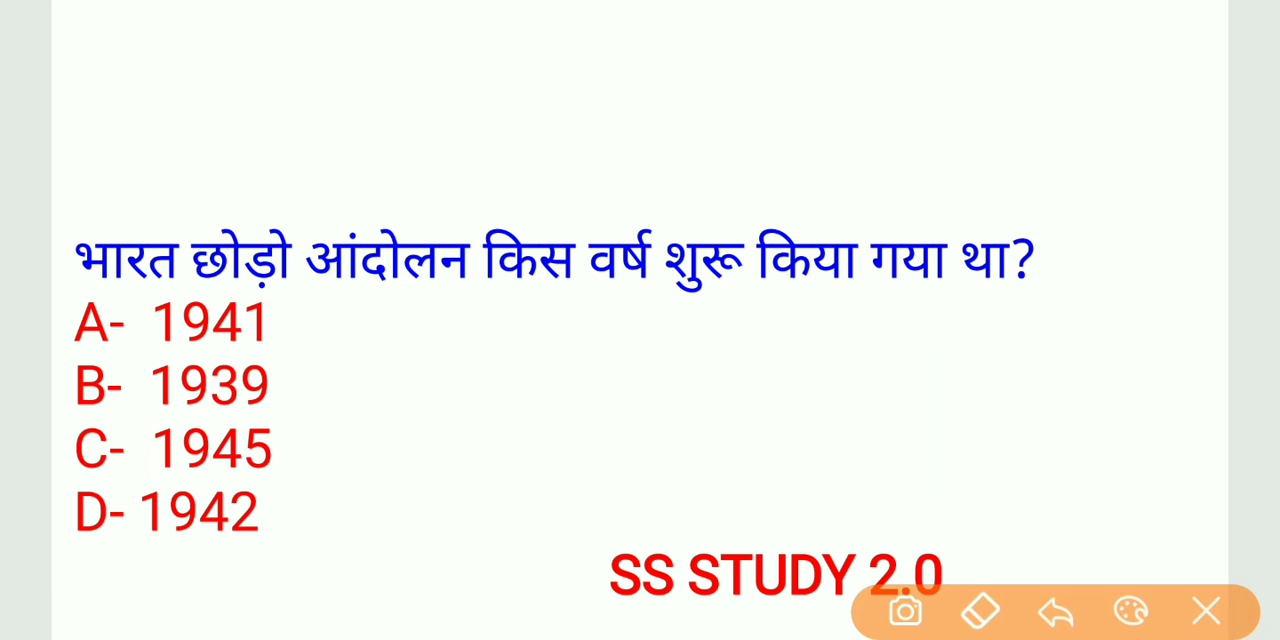 भारत छोड़ो आंदोलन किस वर्ष शुरू किया गया था?
A- 1941
B- 1939
C- 1945
D- 1942
SS STUDY 2.0